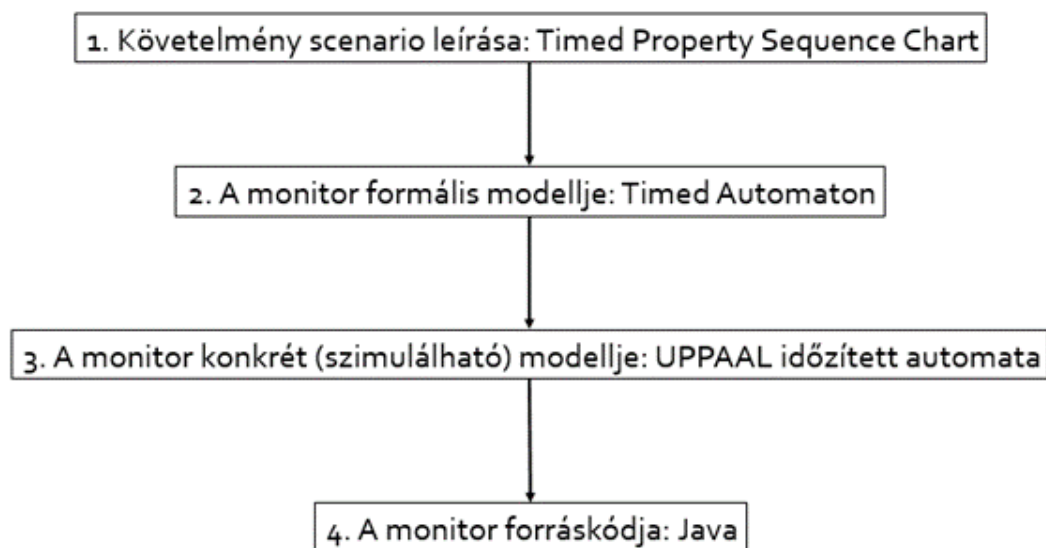 1. Követelmény scenario leírása: Timed Property Sequence Chart
2. A monitor formális modellje: Timed Automaton
3. A monitor konkrét (szimulálható) modellje: UPPAAL időzített automata
4. A monitor forráskódja: Java